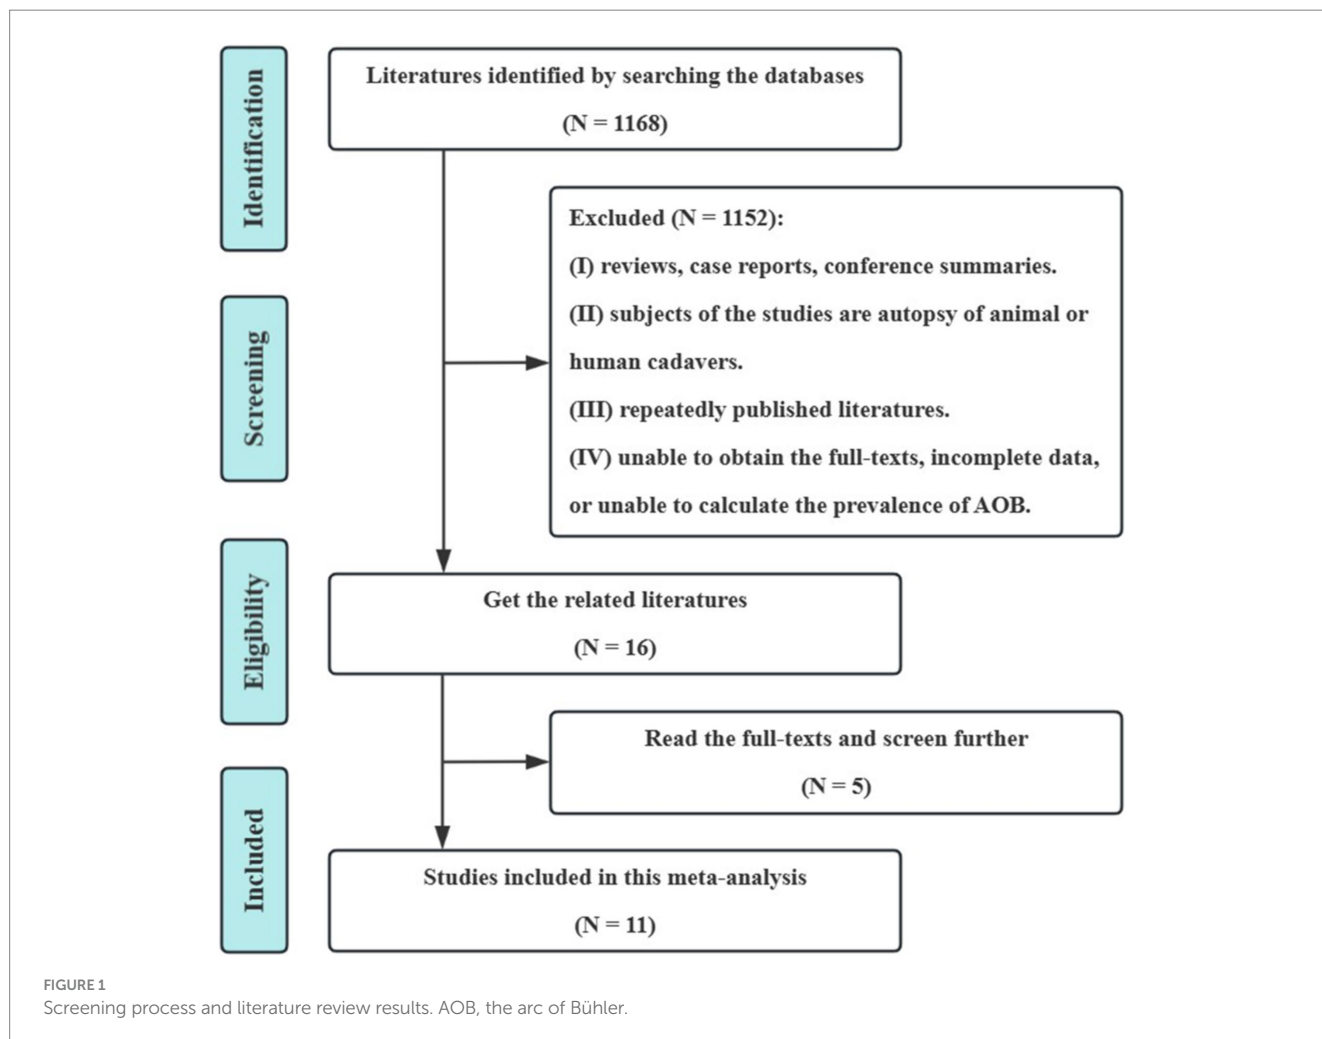 Identification
Literatures identified by searching the databases
(N = 1168)
Screening
Excluded (N = 1152):
(I) reviews, case reports, conference summaries.
(II) subjects of the studies are autopsy of animal or
human cadavers.
(III) repeatedly published literatures.
(IV) unable to obtain the full-texts, incomplete data,
or unable to calculate the prevalence of AOB.
Eligibility
Get the related literatures
(N = 16)
Read the full-texts and screen further
(N = 5)
Included
Studies included in this meta-analysis
(N = 11)
FIGURE 1
Screening process and literature review results. AOB, the arc of Bühler.